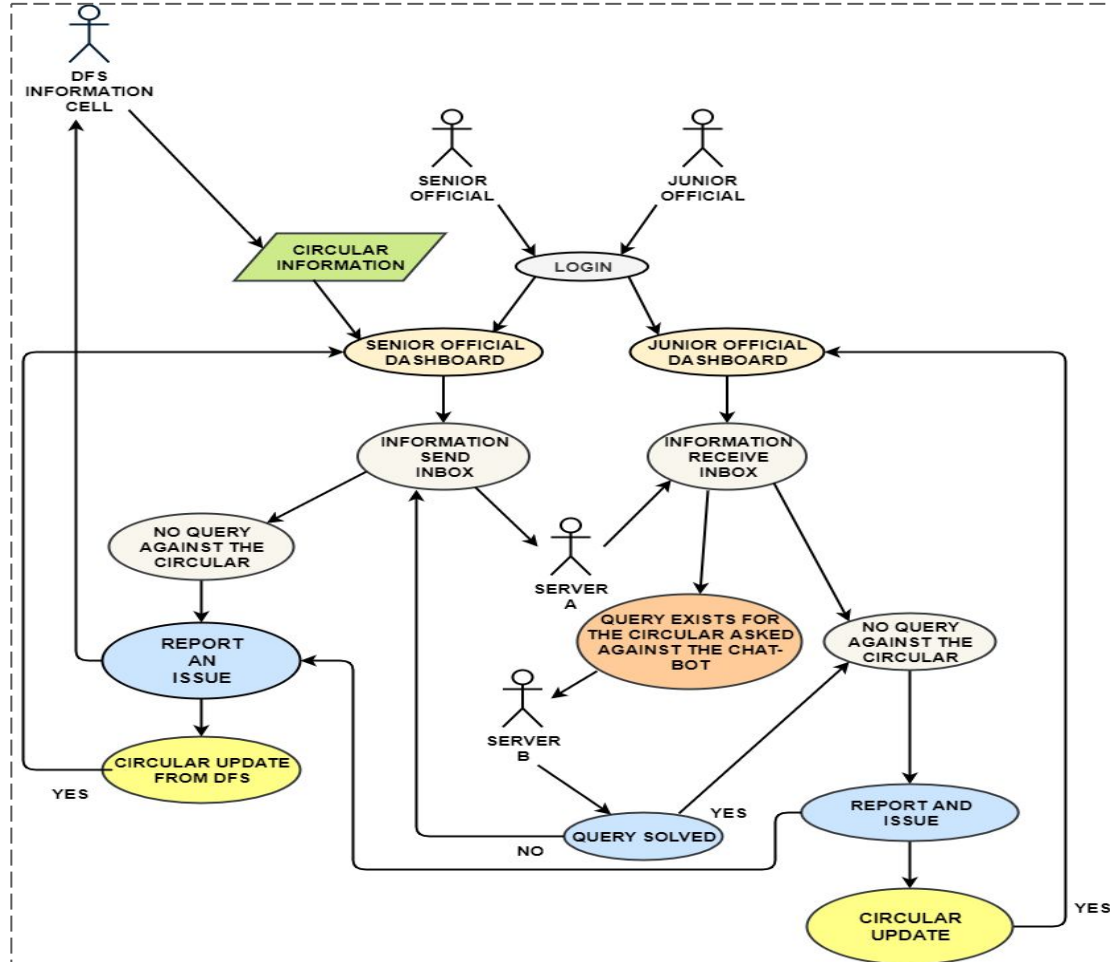 DFS
INFORMATION
CELL
SENIOR
OFFICIAL
JUNIOR
OFFICIAL
CIRCULAR
INFORMATION
LOGIN
SENIOR OFFICIAL
DASHBOARD
JUNIOR OFFICIAL
DASHBOARD
INFORMATION
SEND
INBOX
INFORMATION
RECEIVE
INBOX
NO QUERY
AGAINST THE
CIRCULAR
SERVER
A
QUERY EXISTS FOR
THE CIRCULAR ASKED
AGAINST THE CHAT-
BOT
NO QUERY
AGAINST THE
CIRCULAR
REPORT
AN
ISSUE
SERVER
B
CIRCULAR UPDATE
FROM DFS
YES
QUERY SOLVED
YES
NO
REPORT AND
ISSUE
CIRCULAR
UPDATE
YES